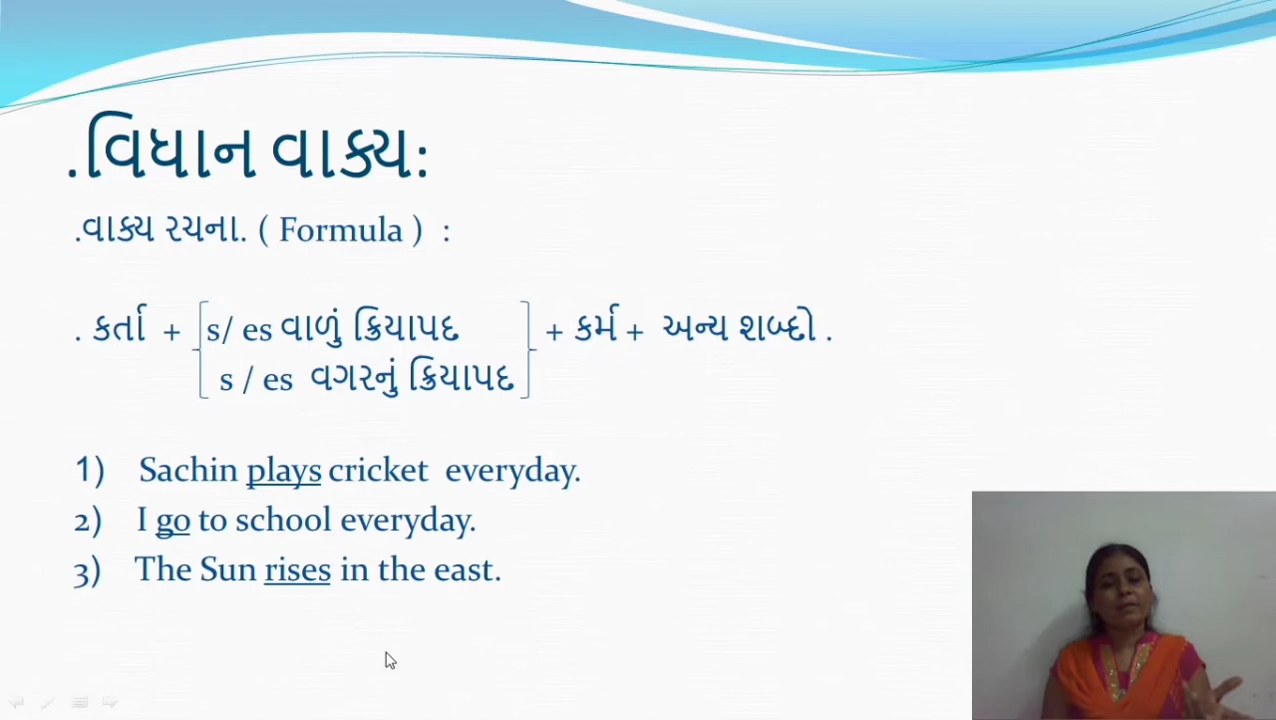 .વિધાન વાક્ય:
.વાક્ય રચના. ( Formula ) :
. કર્તા + s/ es વાળું ક્રિયાપદ + કર્મ + અન્ય શબ્દો .
s / es વગરનું ક્રિયાપદ
1) Sachin plays cricket everyday.
2) I go to school everyday.
3) The Sun rises in the east.